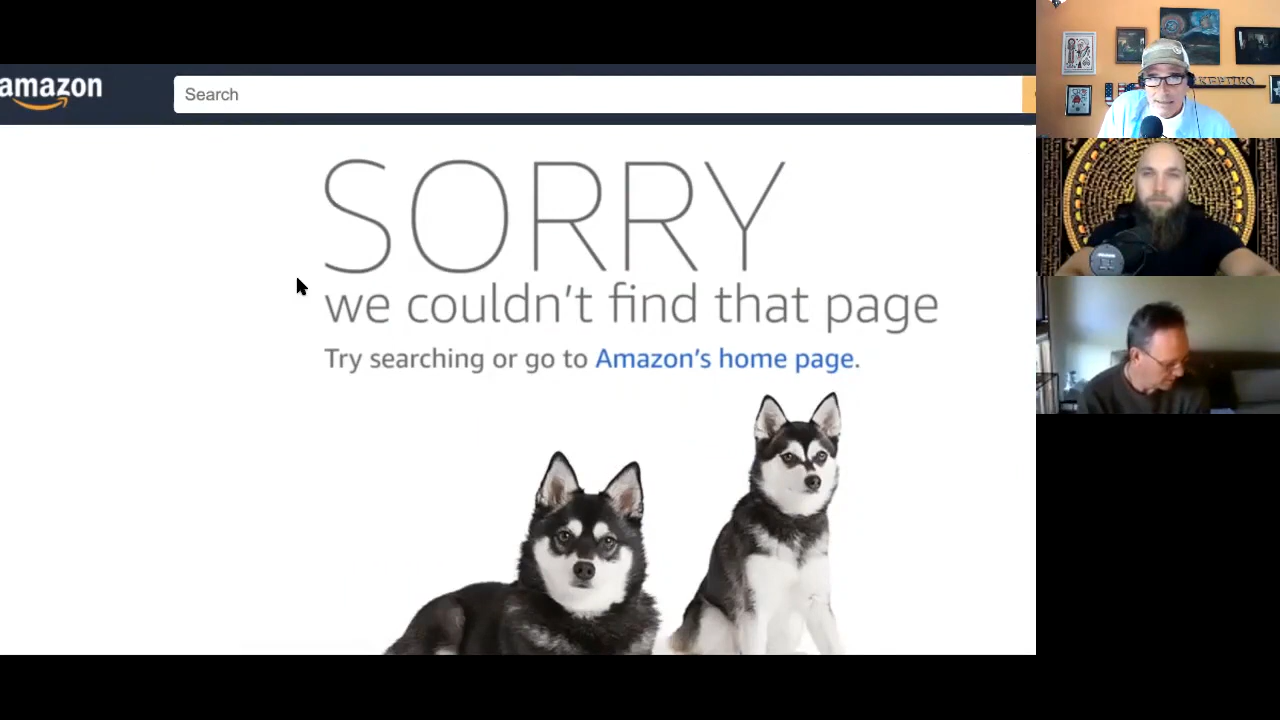 amazon
Search
SORRY
we couldn't find that page
Try searching or go to Amazon's home page.